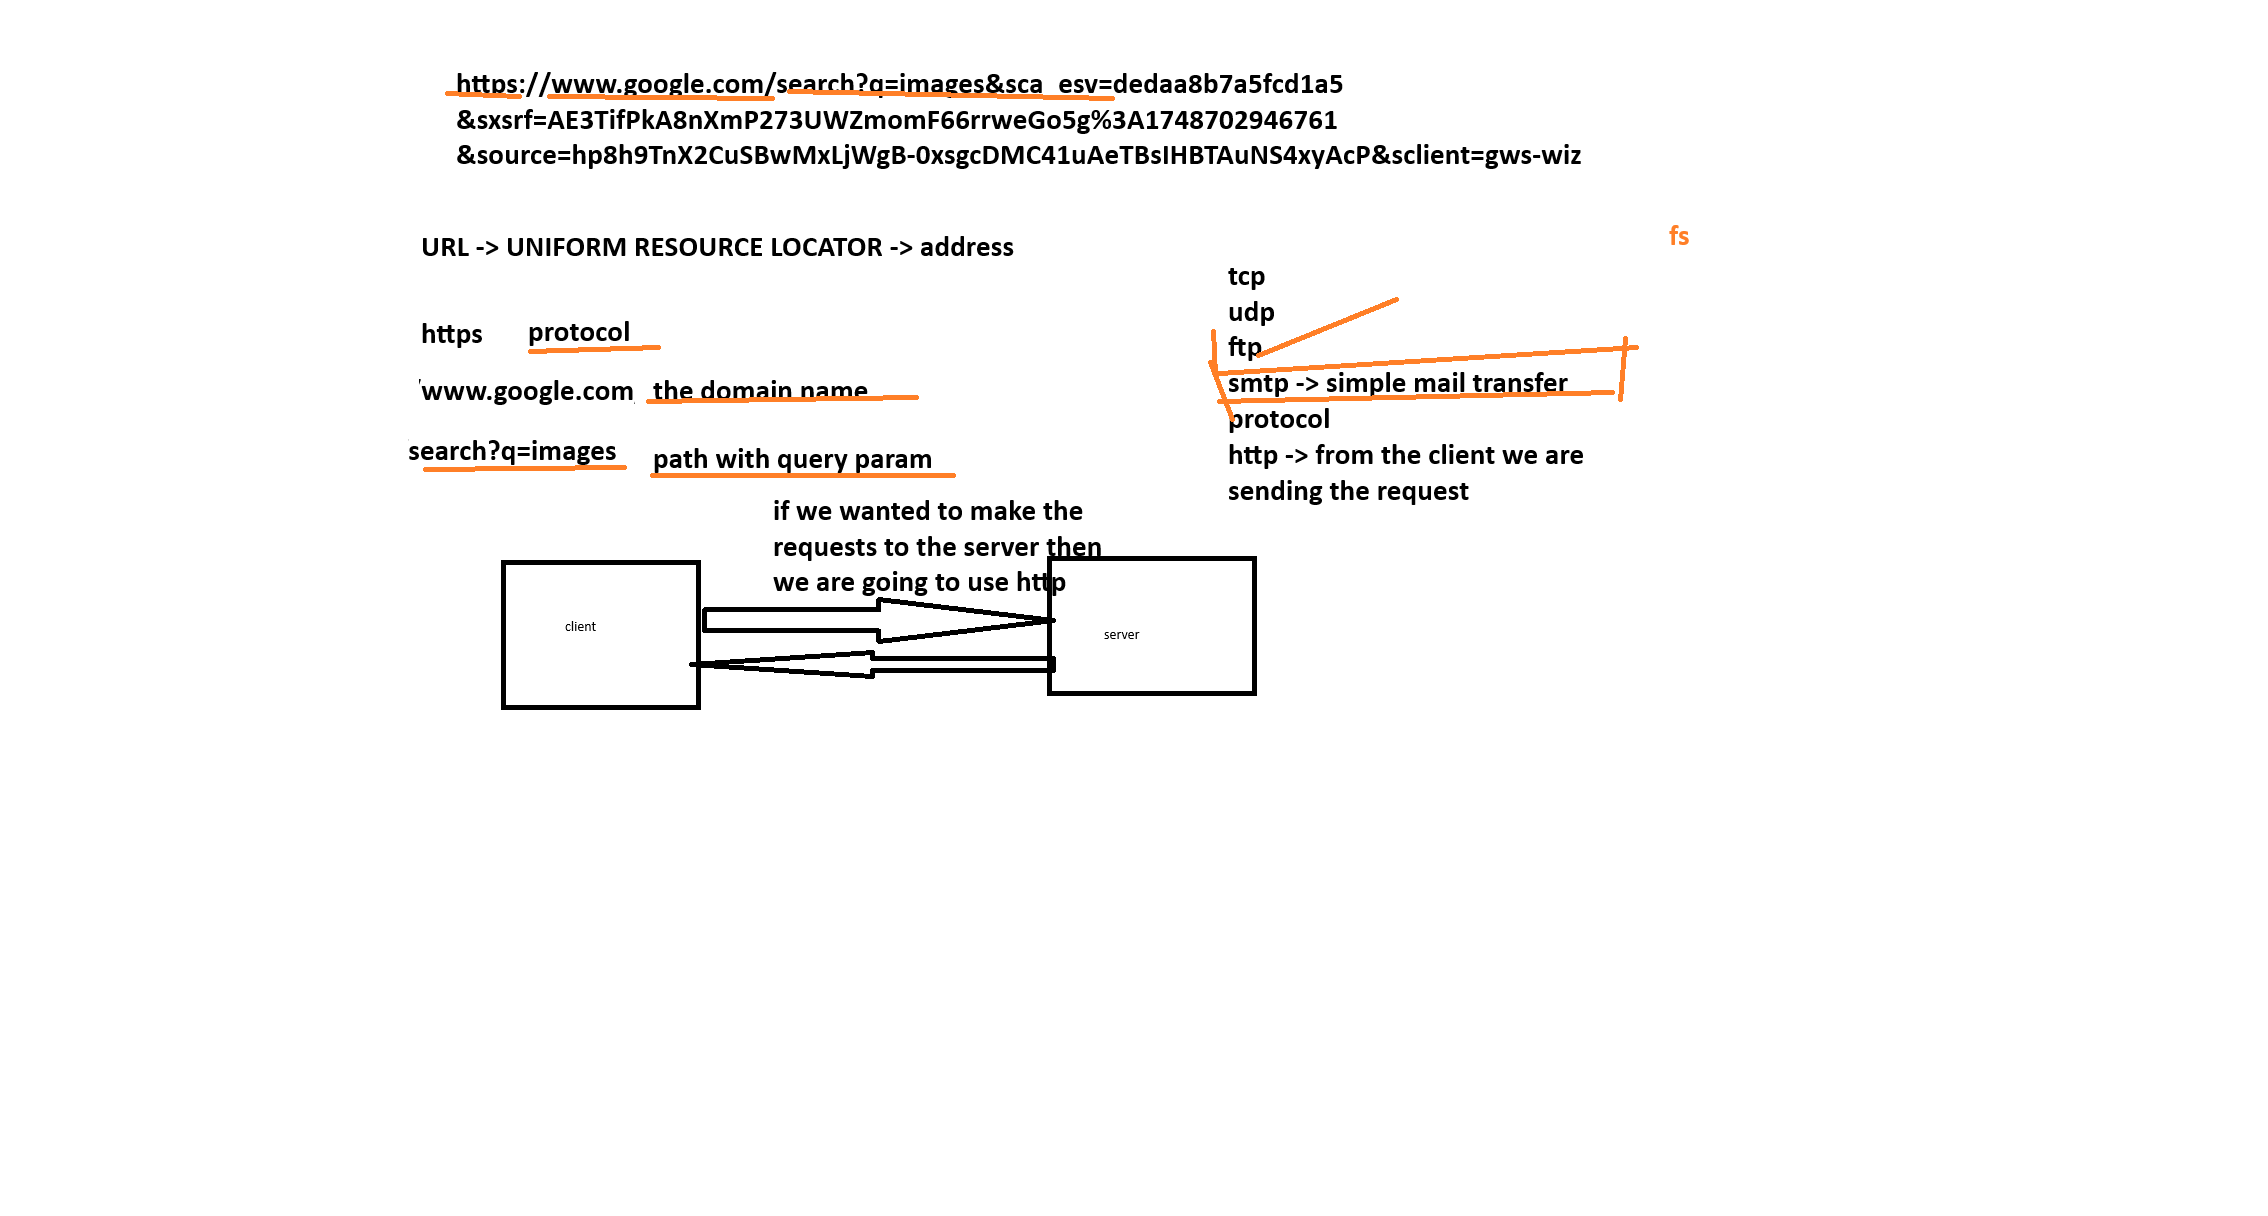 https://www.google.com/search?q=images&sca_esv=dedaa8b7a5fcd1a5
&sxsrf=AE3TifPkA8nXmP273UWZmomF66rrweGo5g%3A1748702946761
&source=hp8h9TnX2CuSBwMxLjWgB-0xsgcDMC41uAeTBsIHBTAuNS4xyAcP&sclient=gws-wiz
URL -> UNIFORM RESOURCE LOCATOR -> address
https protocol
www.google.com the domain name
search?q=images path with query param
fs
tcp
udp
ftp
smtp -> simple mail transfer
protocol
http -> from the client we are
sending the request
if we wanted to make the
requests to the server then
we are going to use http
client
server